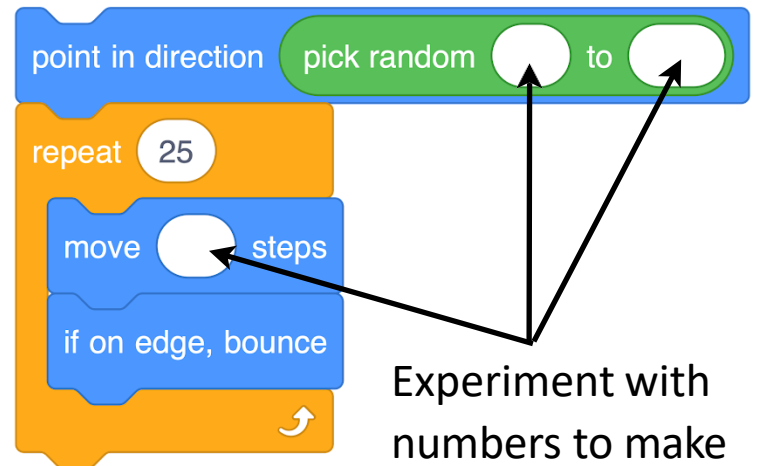 point in direction pick random to
repeat 25
move steps
if on edge, bounce
Experiment with
numbers to make